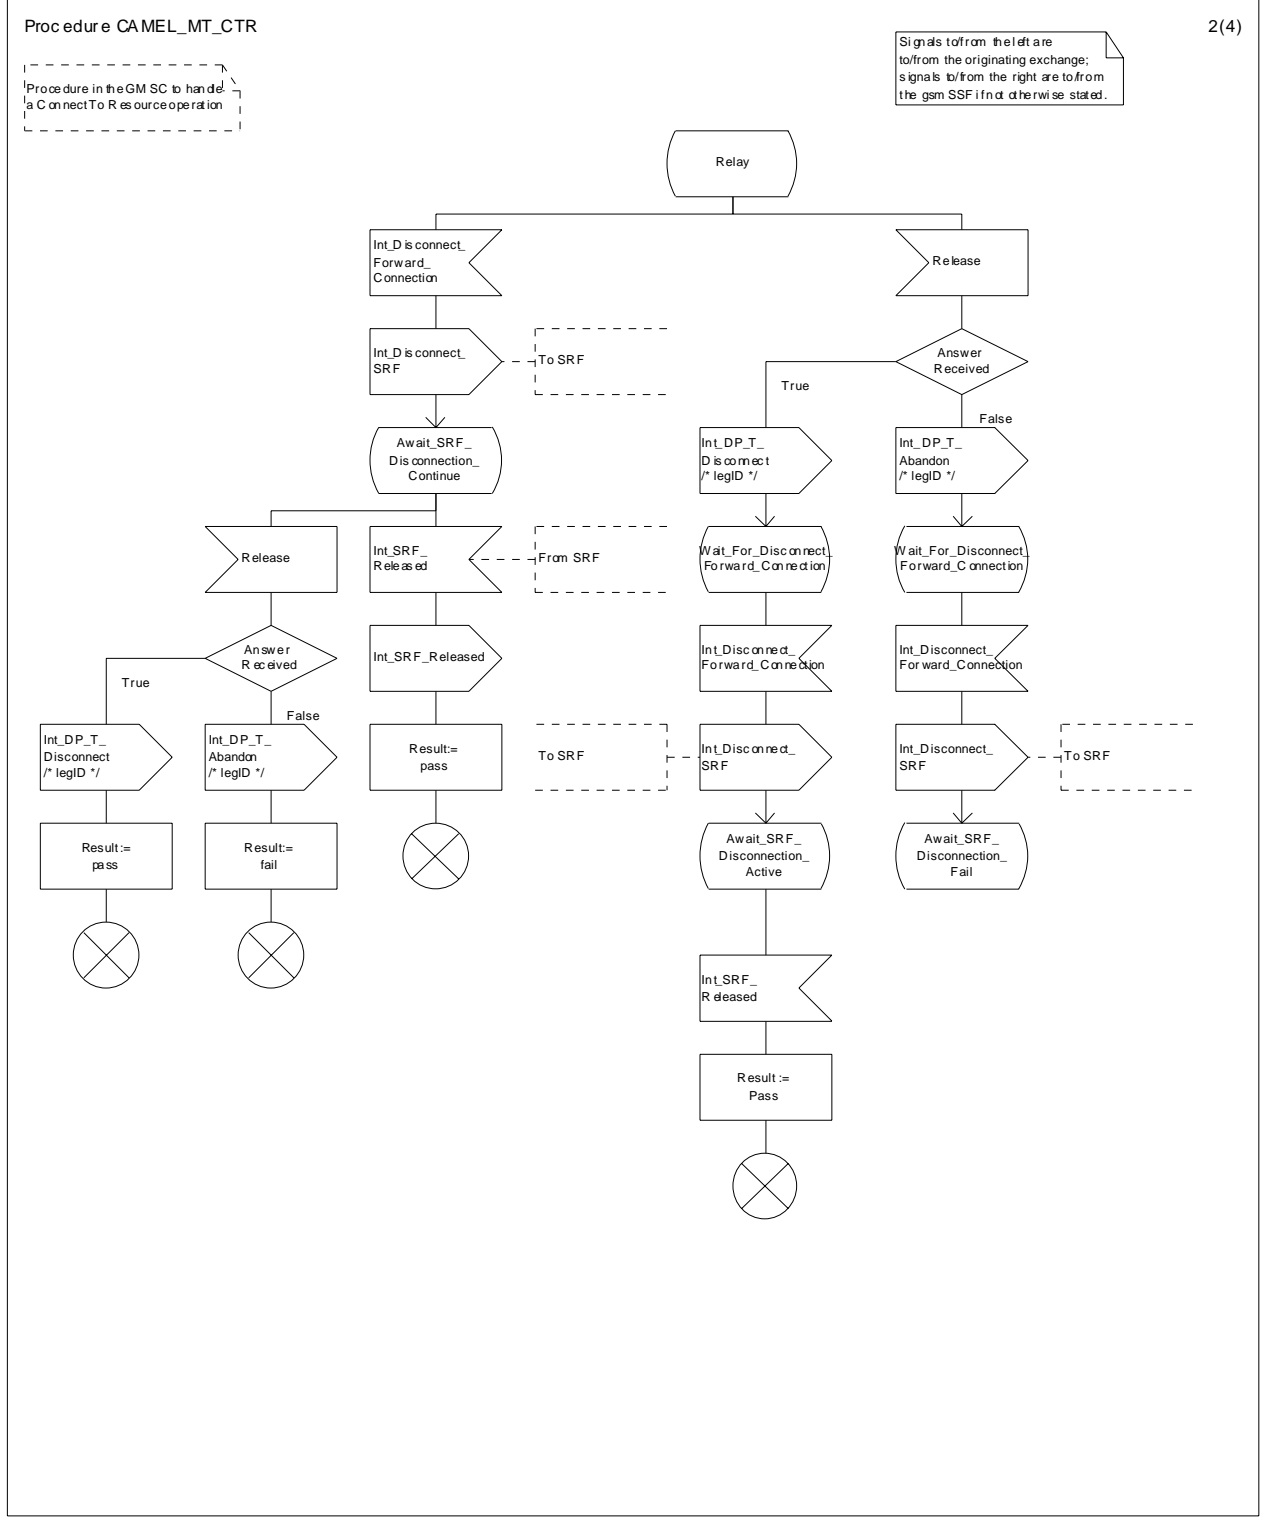 Procedure CAMEL_MT_CTR
2(4)
Procedure in the GMSC to handle
a Connect To Resource operation
Signals to/from the left are
to/from the originating exchange;
signals to/from the right are to/from
the gsmSSF if not otherwise stated.
Relay
Int_Disconnect_
Forward_
Connection
Release
Int_Disconnect_
SRF
To SRF
Answer
Received
True
False
Await_SRF_
Disconnection_
Continue
Int_DP_T_
Disconnect
/* legID */
Int_DP_T_
Abandon
/* legID */
Release
Int_SRF_
Released
From SRF
Wait_For_Disconnect_
Forward_Connection
Wait_For_Disconnect_
Forward_Connection
Answer
Received
True
False
Int_SRF_Released
Int_Disconnect_
Forward_Connection
Int_Disconnect_
Forward_Connection
Int_DP_T_
Disconnect
/* legID */
Int_DP_T_
Abandon
/* legID */
Result:=
pass
To SRF
Int_Disconnect_
SRF
Int_Disconnect_
SRF
To SRF
Result:=
pass
Result:=
fail
Await_SRF_
Disconnection_
Active
Await_SRF_
Disconnection_
Fail
Int_SRF_
Released
Result:=
Pass